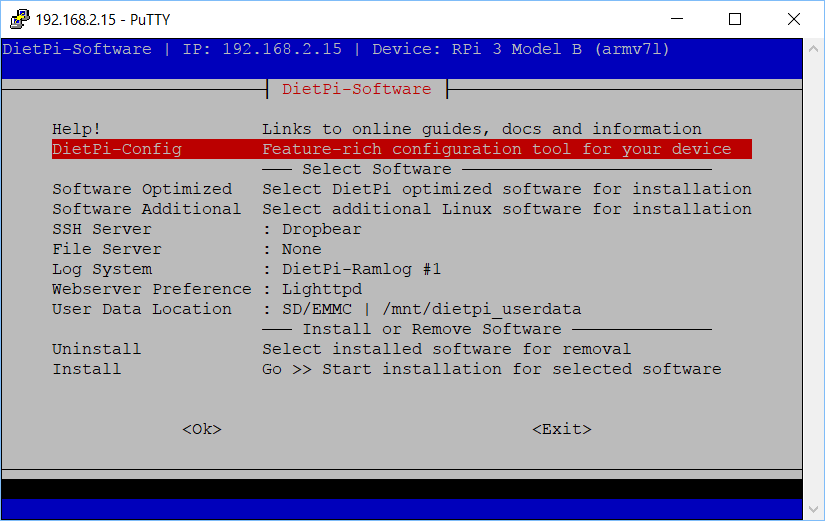 192.168.2.15 - PuTTY
DietPi-Software | IP: 192.168.2.15 | Device: RPi 3 Model B (armv7l)
DietPi-Software
Help! Links to online guides, docs and information
DietPi-Config Feature-rich configuration tool for your device
Select Software
Software Optimized Select DietPi optimized software for installation
Software Additional Select additional Linux software for installation
SSH Server : Dropbear
File Server : None
Log System : DietPi-Ramlog #1
Webserver Preference : Lighttpd
User Data Location : SD/EMMC | /mnt/dietpi_userdata
Install or Remove Software
Uninstall Select installed software for removal
Install Go >> Start installation for selected software
<Ok> <Exit>